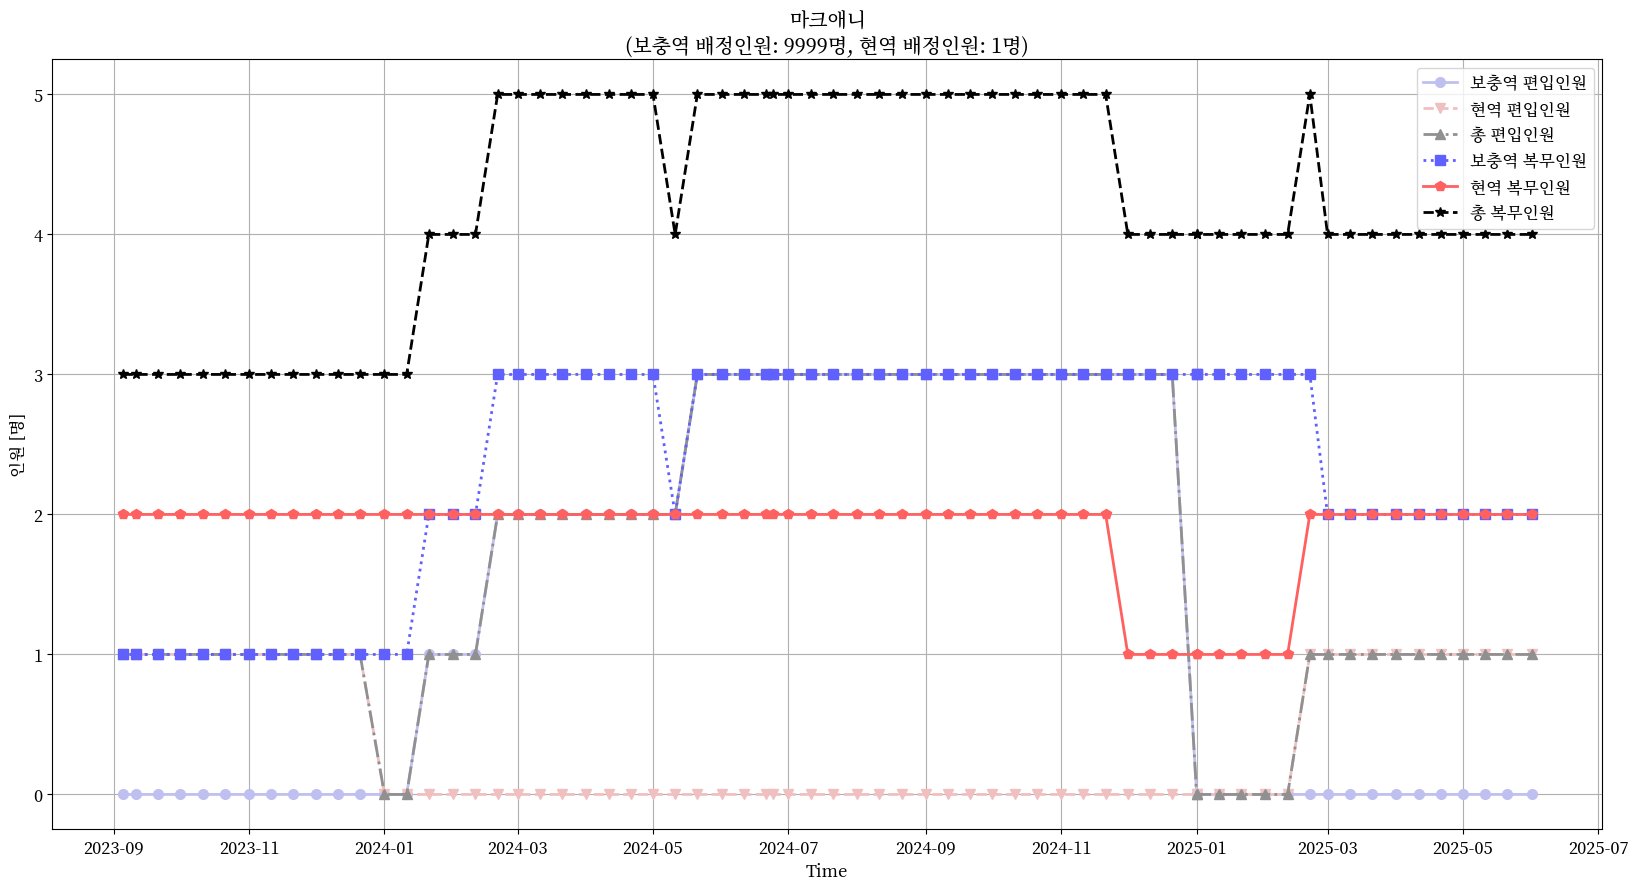 마크애니
(보충역 배정인원: 9999명, 현역 배정인원: 1명)
보충역 편입인원
현역 편입인원
총 편입인원
보충역 복무인원
현역 복무인원
총 복무인원
인원 [명]
5
4
3
2
1
0
2023-09 2023-11 2024-01 2024-03 2024-05 2024-07 2024-09 2024-11 2025-01 2025-03 2025-05 2025-07
Time